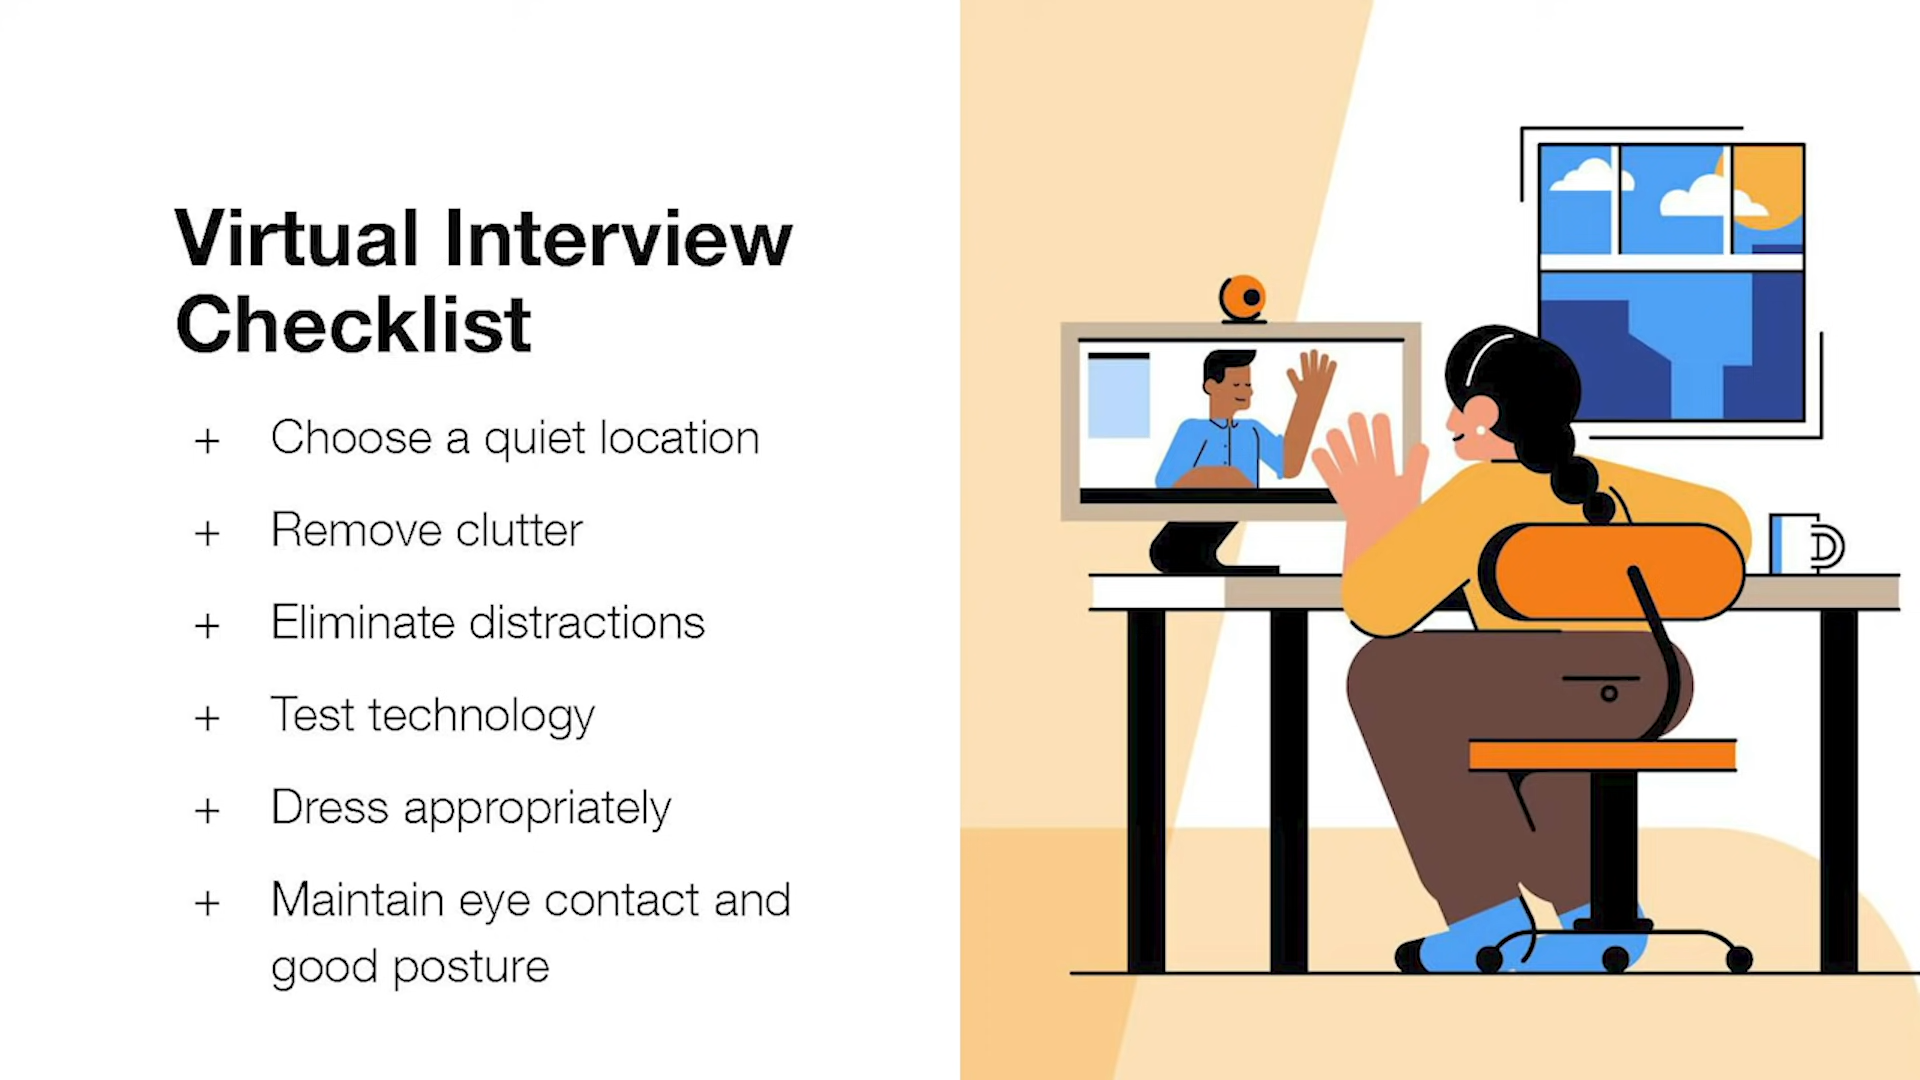 Virtual Interview
Checklist
+ Choose a quiet location
+ Remove clutter
+ Eliminate distractions
+ Test technology
+ Dress appropriately
+ Maintain eye contact and
good posture